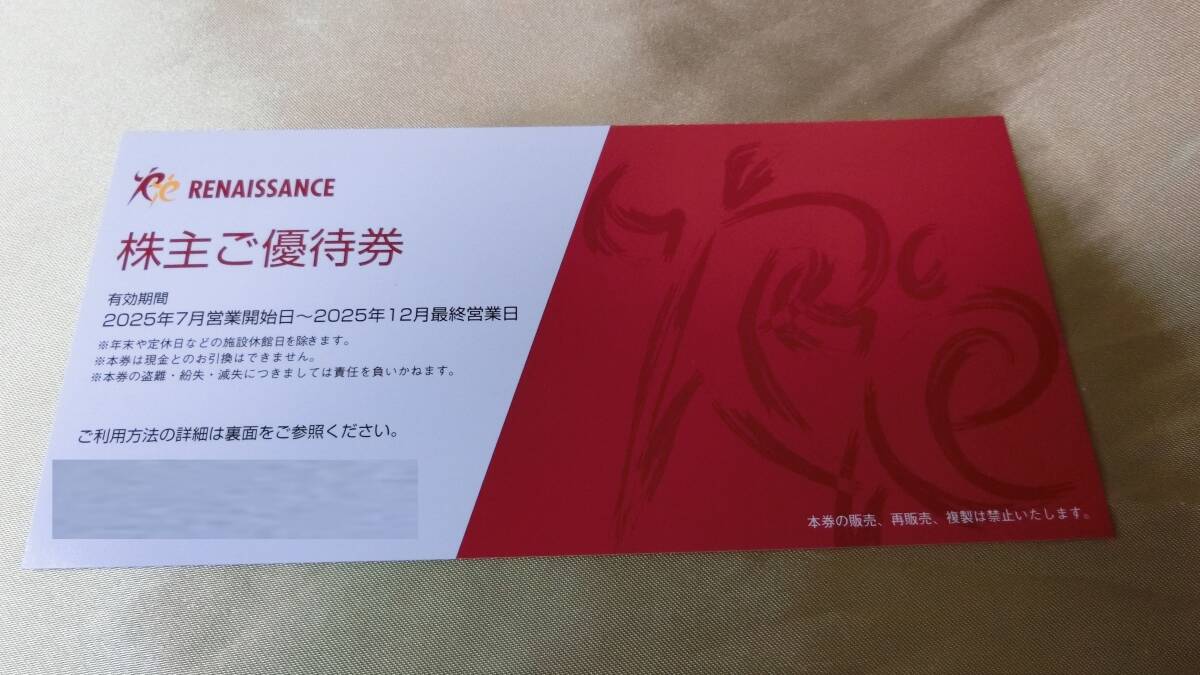 RENAISSANCE
株主ご優待券
有効期間
2025年7月営業開始日～2025年12月最終営業日
※年末や定休日などの施設休館日を除きます。
※本券は現金とのお引換はできません。
※本券の盗難・紛失・滅失につきましては責任を負いかねます。
ご利用方法の詳細は裏面をご参照ください。
本券の販売、再販売、複製は禁止いたします。